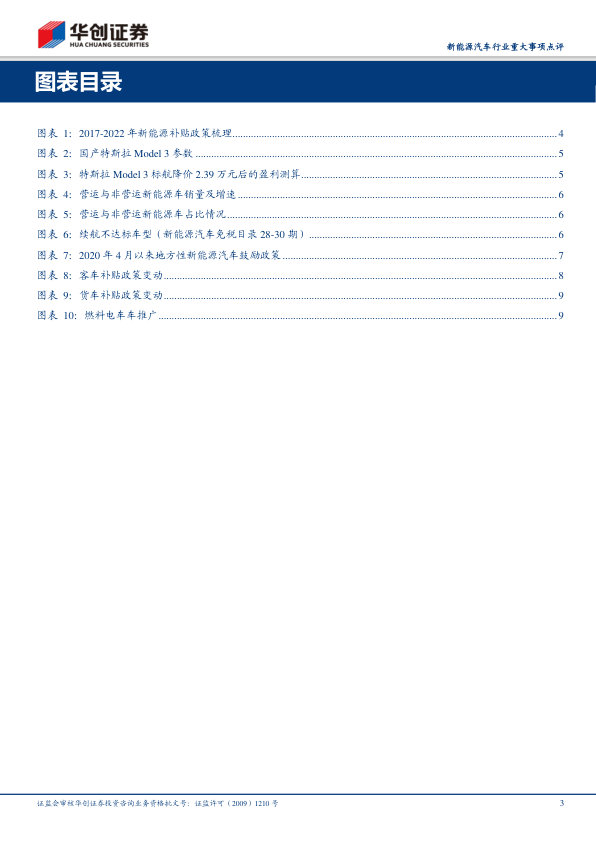 华创证券
HUA CHUANG SECURITIES
新能源汽车行业重大事项点评
图表目录
图表 1：2017-2022 年新能源补贴政策梳理 4
图表 2：国产特斯拉 Model 3 参数 5
图表 3：特斯拉 Model 3 标航降价 2.39 万元后的盈利测算 5
图表 4：营运与非营运新能源车销量及增速 6
图表 5：营运与非营运新能源车占比情况 6
图表 6：续航不达标车型（新能源汽车免税目录 28-30 期） 6
图表 7：2020 年 4 月以来地方性新能源汽车鼓励政策 7
图表 8：客车补贴政策变动 8
图表 9：货车补贴政策变动 9
图表 10：燃料电车车推广 9
证监会审核华创证券投资咨询业务资格批文号：证监许可（2009）1210 号 3